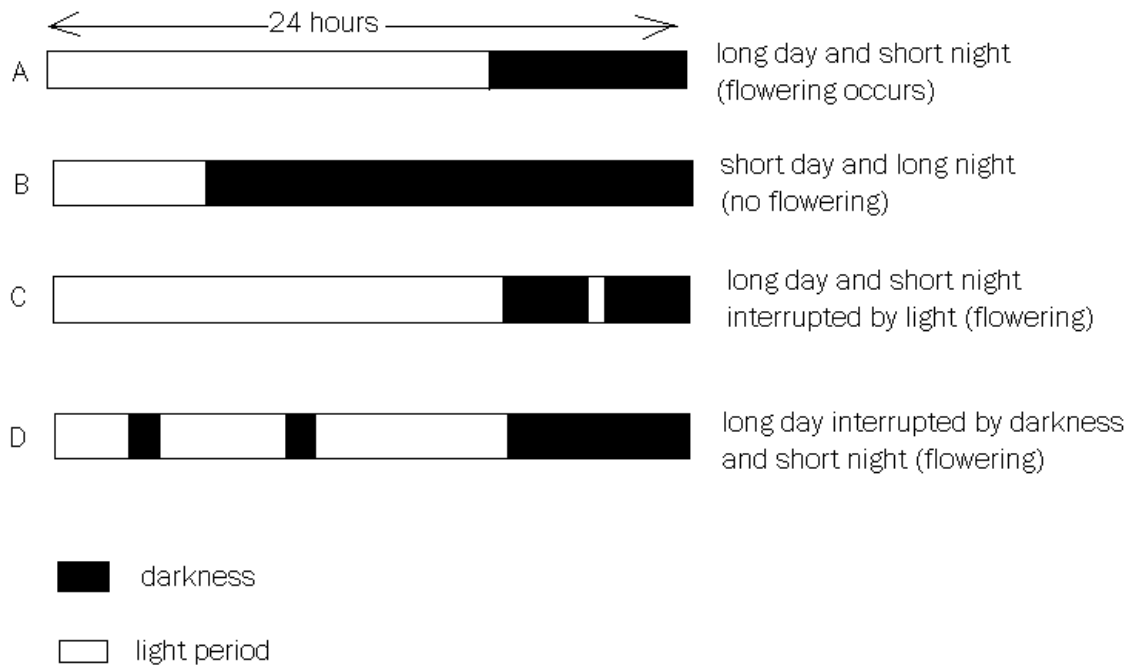 24 hours
A
long day and short night
(flowering occurs)
B
short day and long night
(no flowering)
C
long day and short night
interrupted by light (flowering)
D
long day interrupted by darkness
and short night (flowering)
darkness
light period